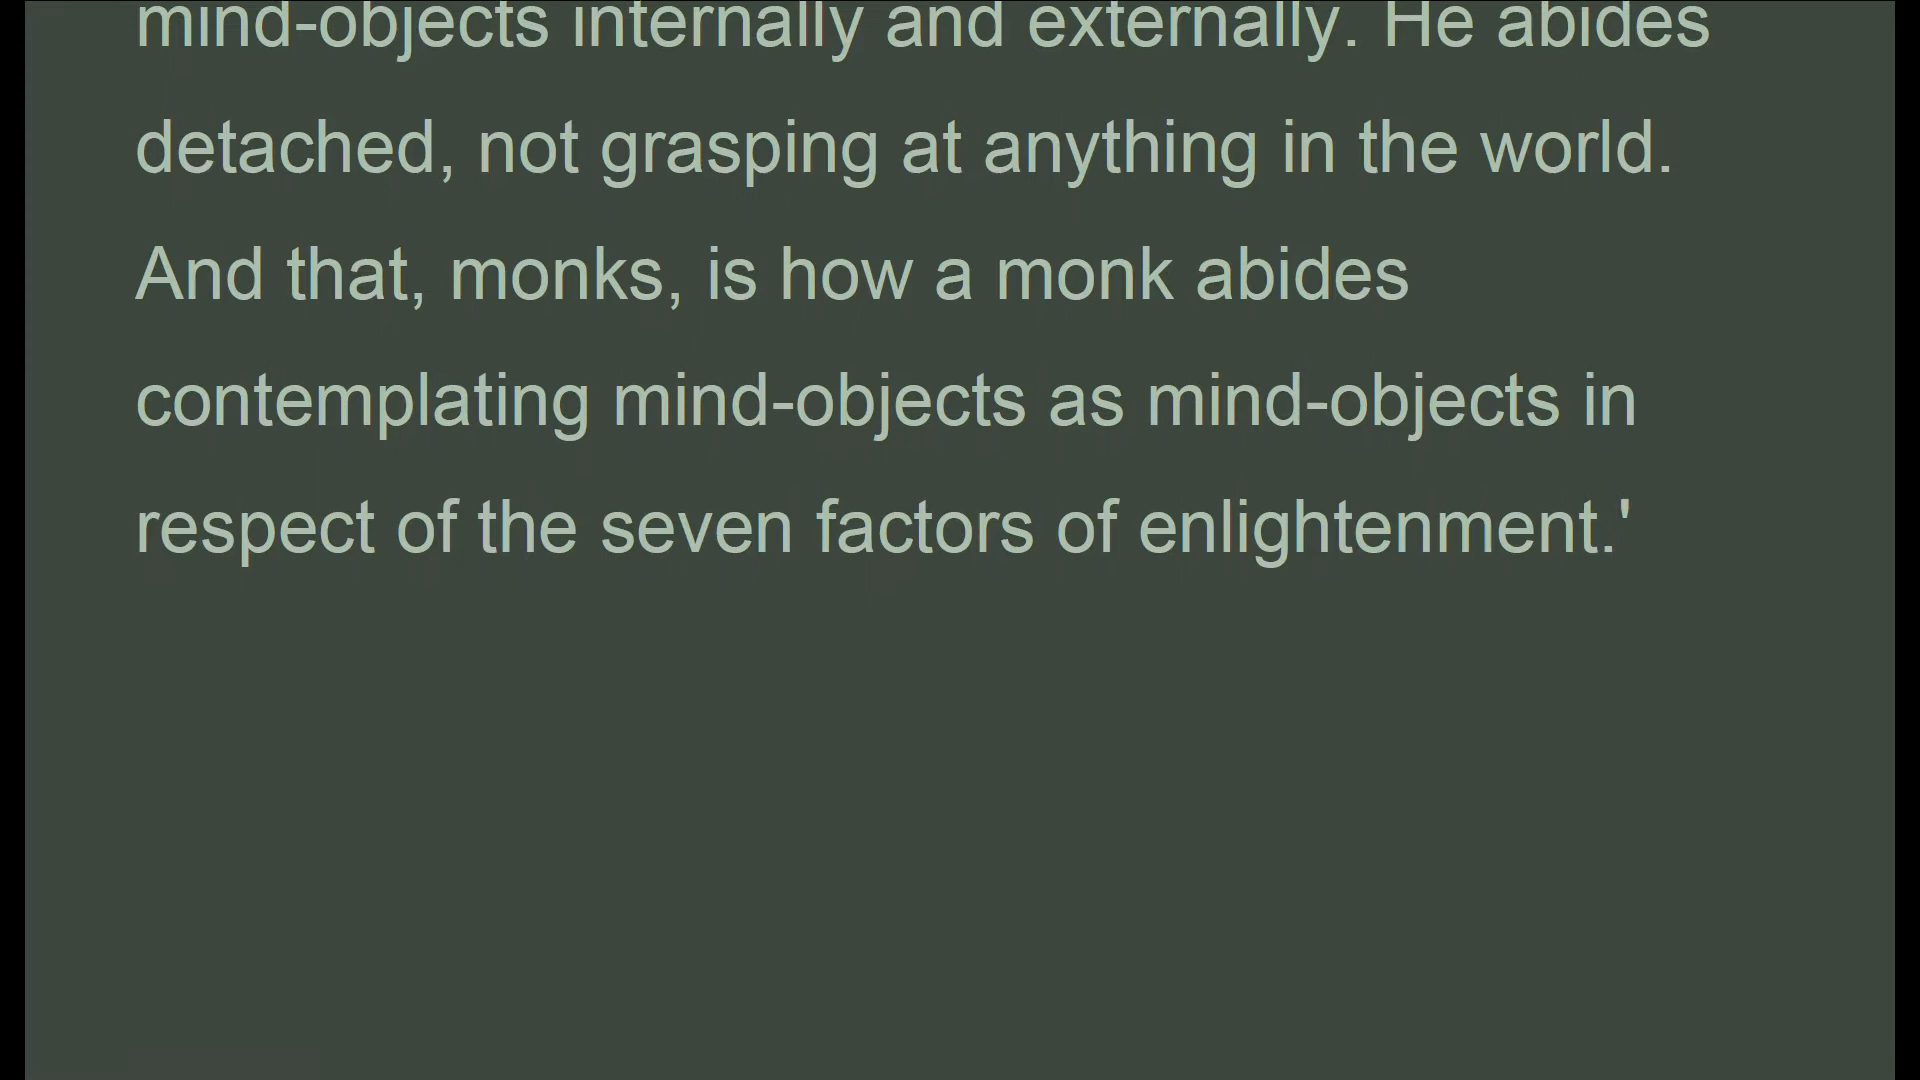 mind-objects internally and externally. He abides
detached, not grasping at anything in the world.
And that, monks, is how a monk abides
contemplating mind-objects as mind-objects in
respect of the seven factors of enlightenment.'